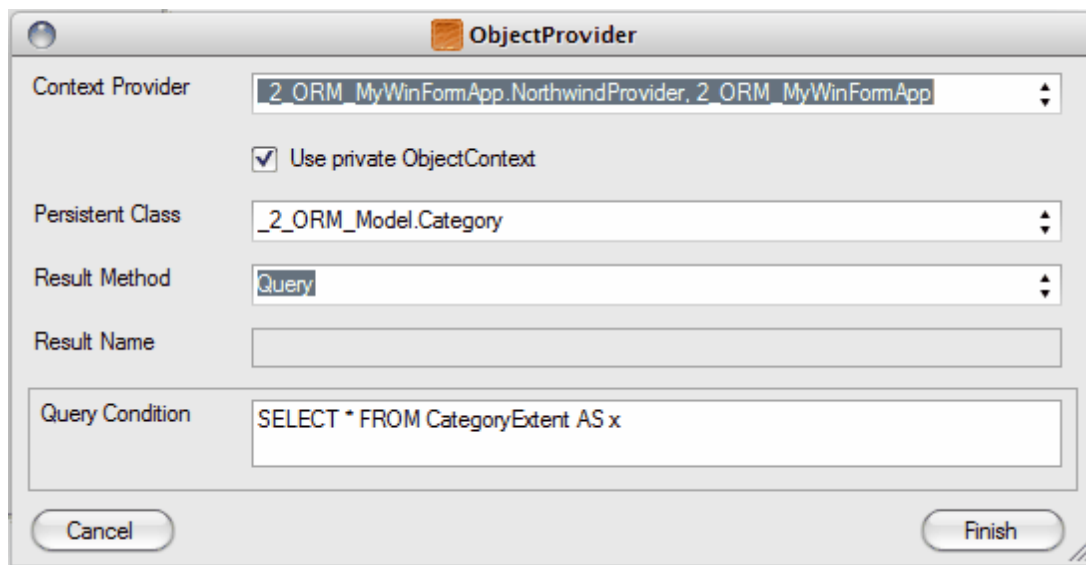 ObjectProvider
Context Provider
_2_ORM_MyWinFormApp.NorthwindProvider, 2_ORM_MyWinFormApp
Use private ObjectContext
Persistent Class
_2_ORM_Model.Category
Result Method
Query
Result Name
Query Condition
SELECT * FROM CategoryExtent AS x
Cancel
Finish